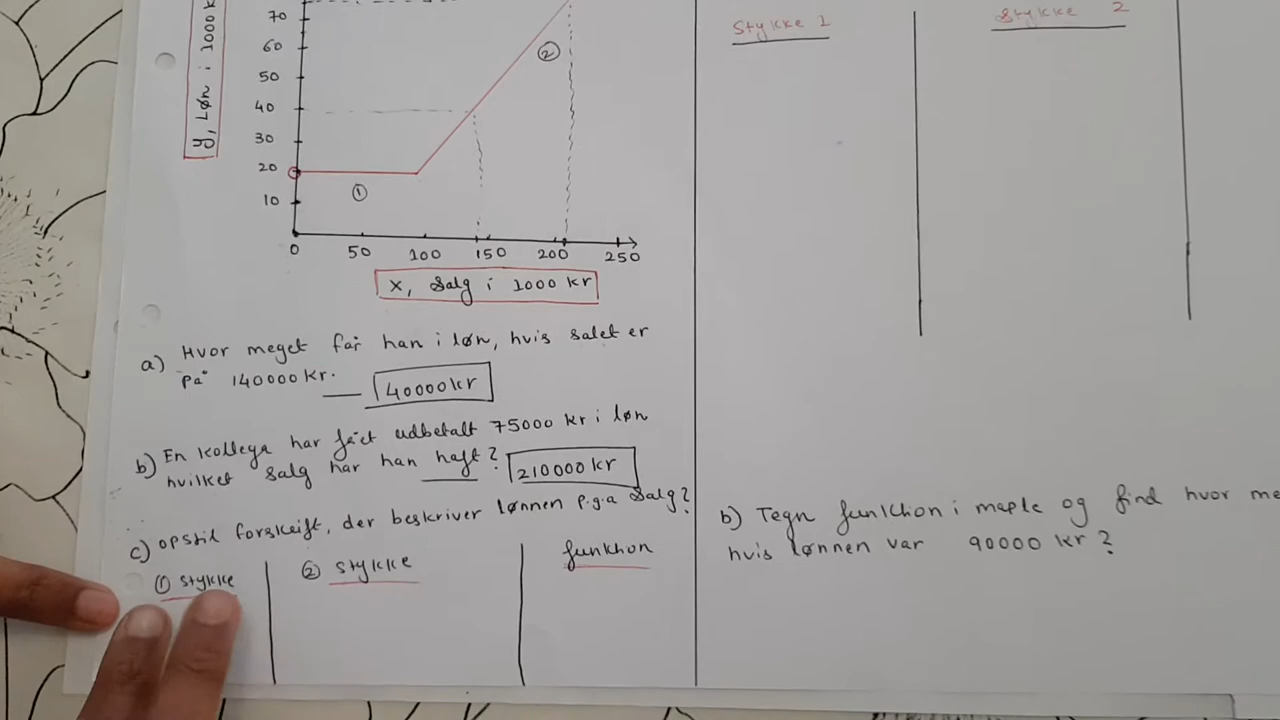 y, Løn i 1000 k
70
60
50
40
30
20
10
0 50 100 150 200 250
①
②
x, Salg i 1000 kr
a) Hvor meget får han i løn, hvis salet er
på 140000 kr. 40000 kr
b) En kollega har fået udbetalt 75000 kr i løn
hvilket salg har han haft? 210000 kr
c) opstil forskrift, der beskriver lønnen p.g.a salg?
① stykke
② stykke
funktion
Stykke 1
Stykke 2
b) Tegn funktion i maple og find hvor me
hvis lønnen var 90000 kr?